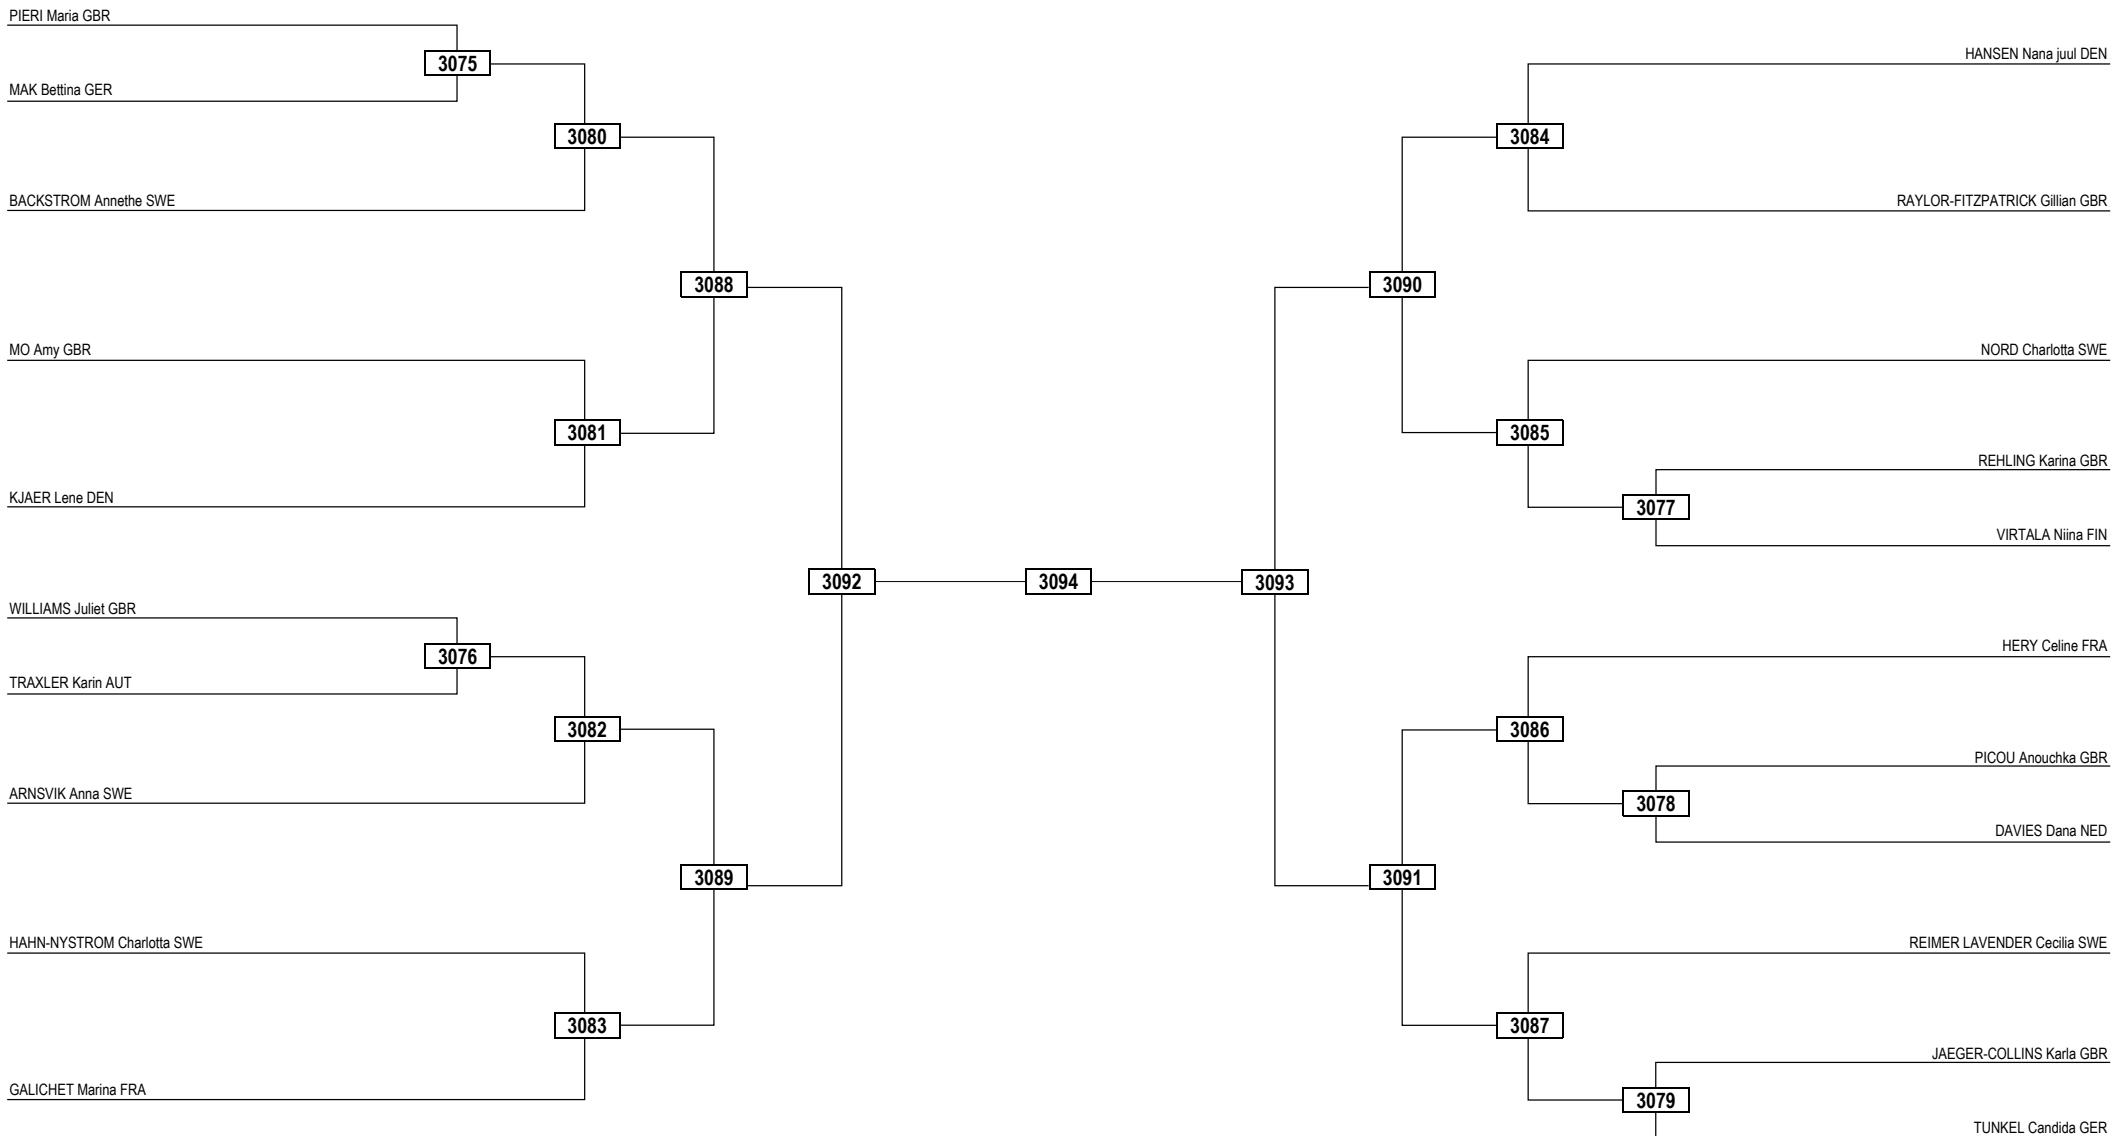 PIERI Maria GBR
3075
MAK Bettina GER
3080
BACKSTROM Annethe SWE
3088
MO Amy GBR
3081
KJAER Lene DEN
3092
WILLIAMS Juliet GBR
3076
TRAXLER Karin AUT
3082
ARNSVIK Anna SWE
3089
HAHN-NYSTROM Charlotta SWE
3083
GALICHET Marina FRA
3094
HANSEN Nana juul DEN
3084
RAYLOR-FITZPATRICK Gillian GBR
3090
NORD Charlotta SWE
3085
REHLING Karina GBR
3077
VIRTALA Niina FIN
3093
HERY Celine FRA
3086
PICOU Anouchka GBR
3078
DAVIES Dana NED
3091
REIMER LAVENDER Cecilia SWE
3087
JAEGER-COLLINS Karla GBR
3079
TUNKEL Candida GER